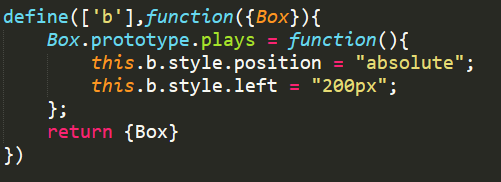 define(['b'],function({Box}){
    Box.prototype.plays = function(){
        this.b.style.position = "absolute";
        this.b.style.left = "200px";
    };
    return {Box}
})